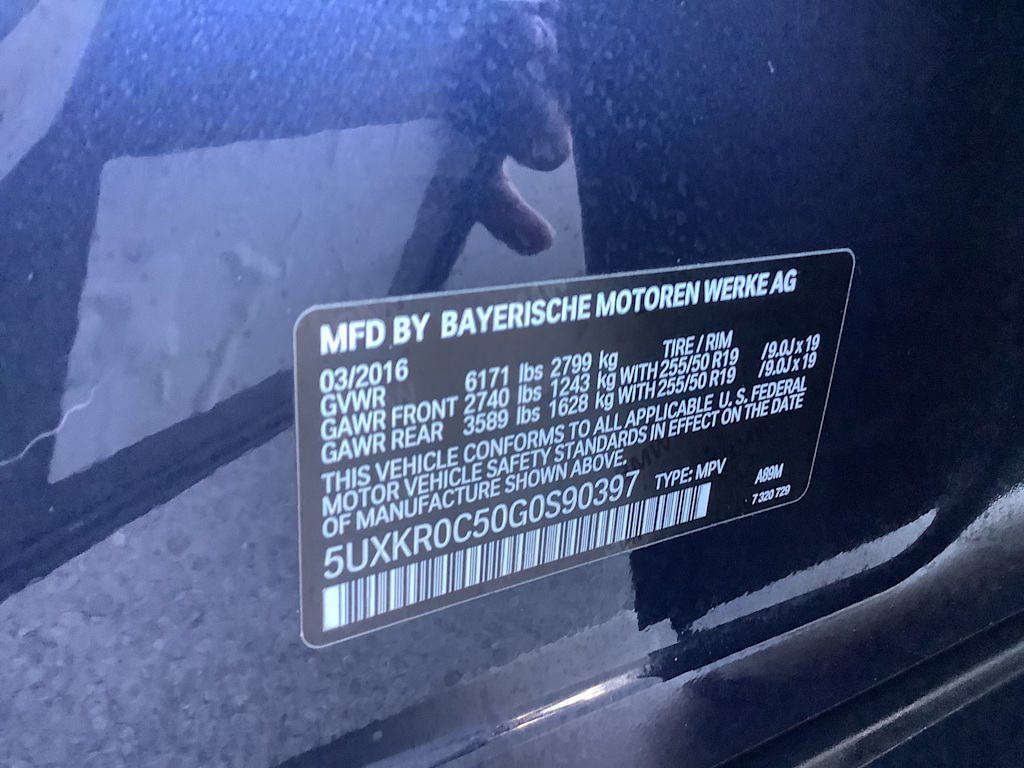 MFD BY BAYERISCHE MOTOREN WERKE AG
03/2016 TIRE / RIM
GVWR 6171 lbs 2799 kg
GAWR FRONT 2740 lbs 1243 kg WITH 255/50 R19 /9.0J x 19
GAWR REAR 3589 lbs 1628 kg WITH 255/50 R19 /9.0J x 19
THIS VEHICLE CONFORMS TO ALL APPLICABLE U. S. FEDERAL
MOTOR VEHICLE SAFETY STANDARDS IN EFFECT ON THE DATE
OF MANUFACTURE SHOWN ABOVE.
5UXKR0C50G0S90397 TYPE: MPV A89M
7 320 729